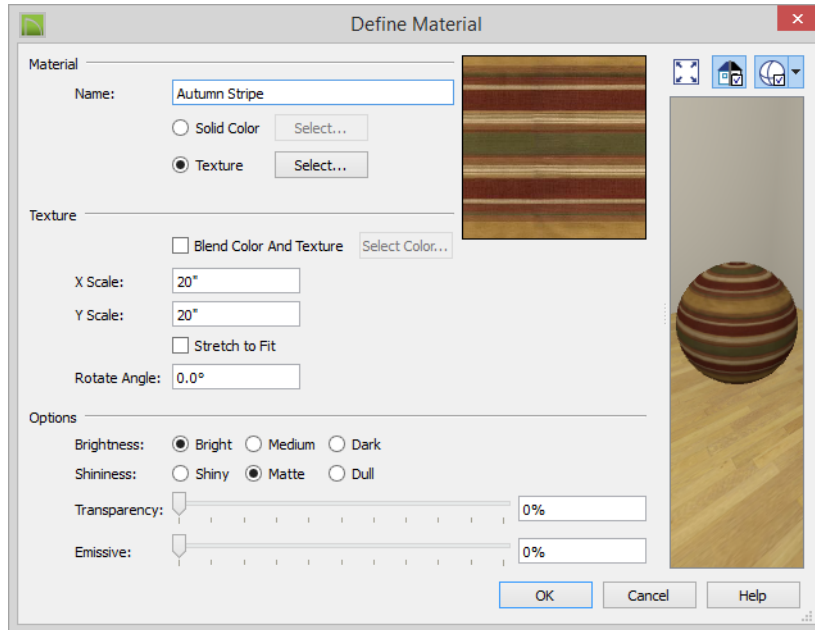 Define Material
Material
Name: Autumn Stripe
Solid Color Select...
Texture Select...
Texture
Blend Color And Texture Select Color...
X Scale: 20"
Y Scale: 20"
Stretch to Fit
Rotate Angle: 0.0°
Options
Brightness: Bright Medium Dark
Shininess: Shiny Matte Dull
Transparency: 0%
Emissive: 0%
OK Cancel Help